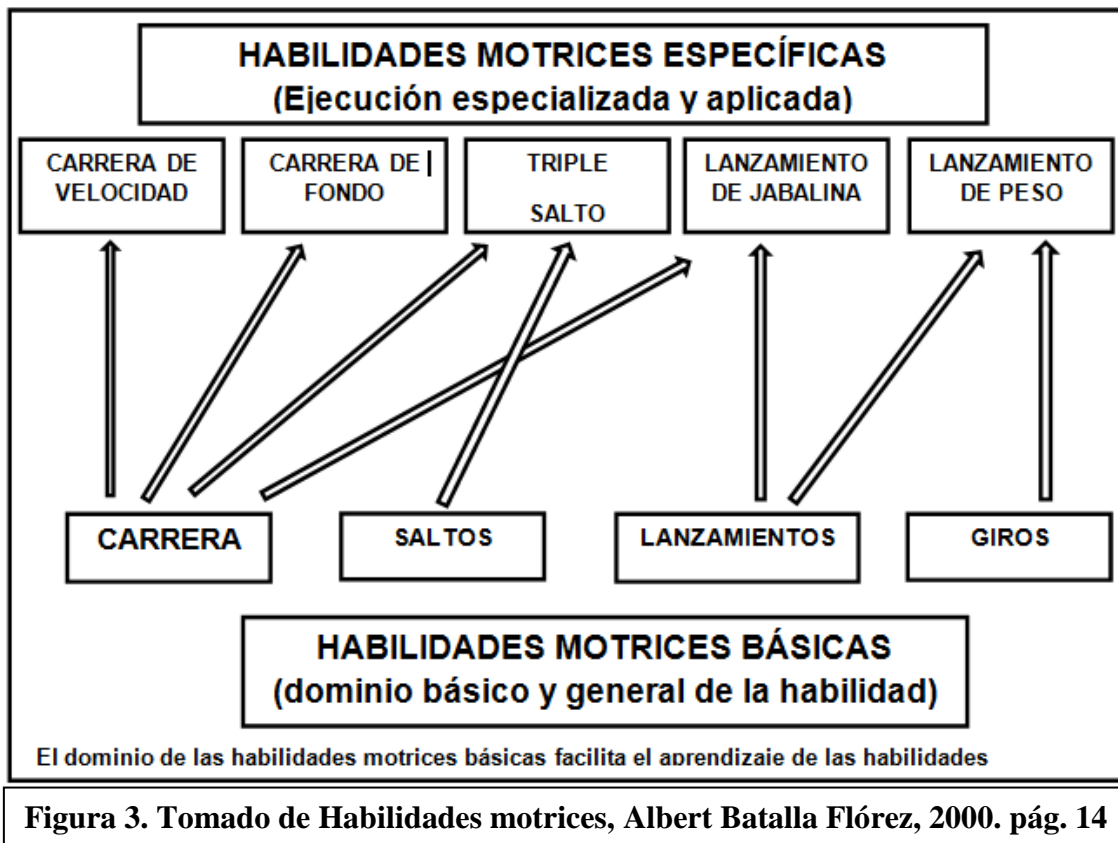 HABILIDADES MOTRICES ESPECÍFICAS
(Ejecución especializada y aplicada)
CARRERA DE
VELOCIDAD
CARRERA DE
FONDO
TRIPLE
SALTO
LANZAMIENTO
DE JABALINA
LANZAMIENTO
DE PESO
CARRERA
SALTOS
LANZAMIENTOS
GIROS
HABILIDADES MOTRICES BÁSICAS
(dominio básico y general de la habilidad)
El dominio de las habilidades motrices básicas facilita el aprendizaje de las habilidades
Figura 3. Tomado de Habilidades motrices, Albert Batalla Flórez, 2000. pág. 14